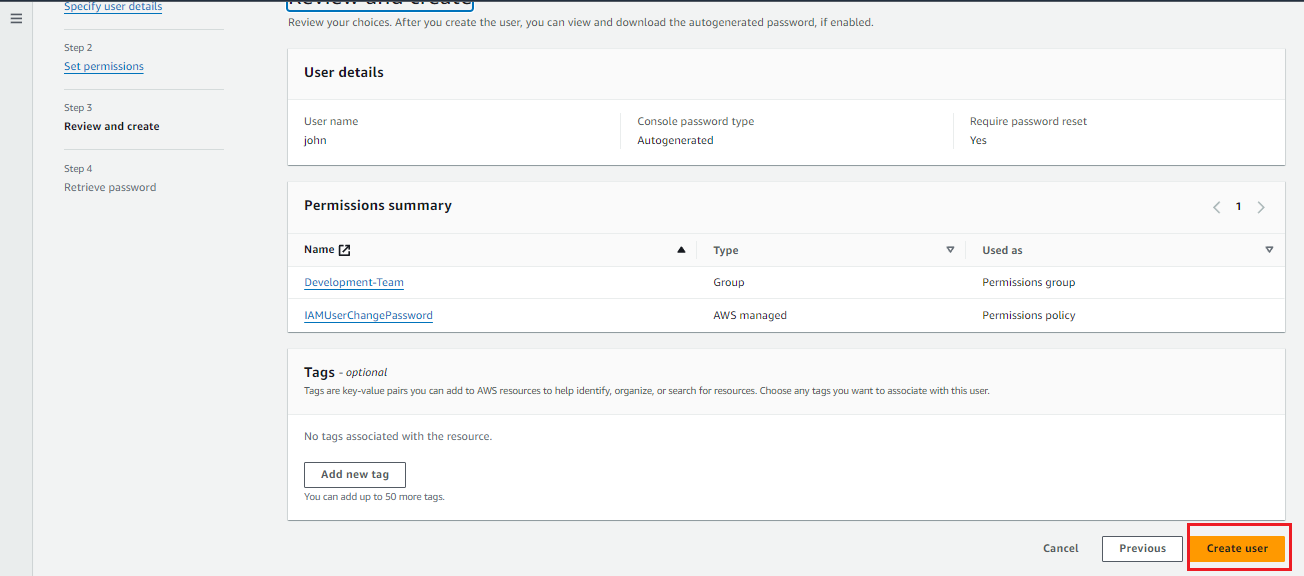 Specify user details
Step 2
Set permissions
Step 3
Review and create
Step 4
Retrieve password
Review and create
Review your choices. After you create the user, you can view and download the autogenerated password, if enabled.
User details
User name
john
Console password type
Autogenerated
Require password reset
Yes
Permissions summary
1
Name Type Used as
Development-Team Group Permissions group
IAMUserChangePassword AWS managed Permissions policy
Tags - optional
Tags are key-value pairs you can add to AWS resources to help identify, organize, or search for resources. Choose any tags you want to associate with this user.
No tags associated with the resource.
Add new tag
You can add up to 50 more tags.
Cancel Previous Create user